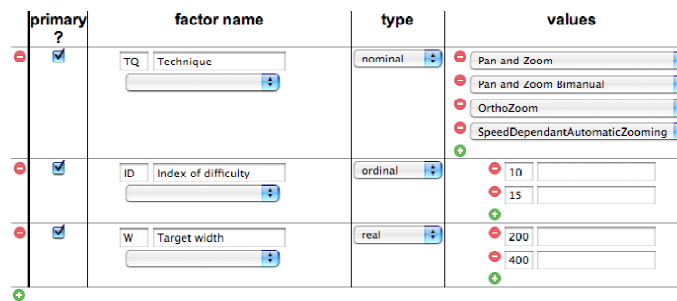 primary ? factor name type values
TQ Technique nominal Pan and Zoom
Pan and Zoom Bimanual
OrthoZoom
SpeedDependantAutomaticZooming
ID Index of difficulty ordinal 10
15
W Target width real 200
400